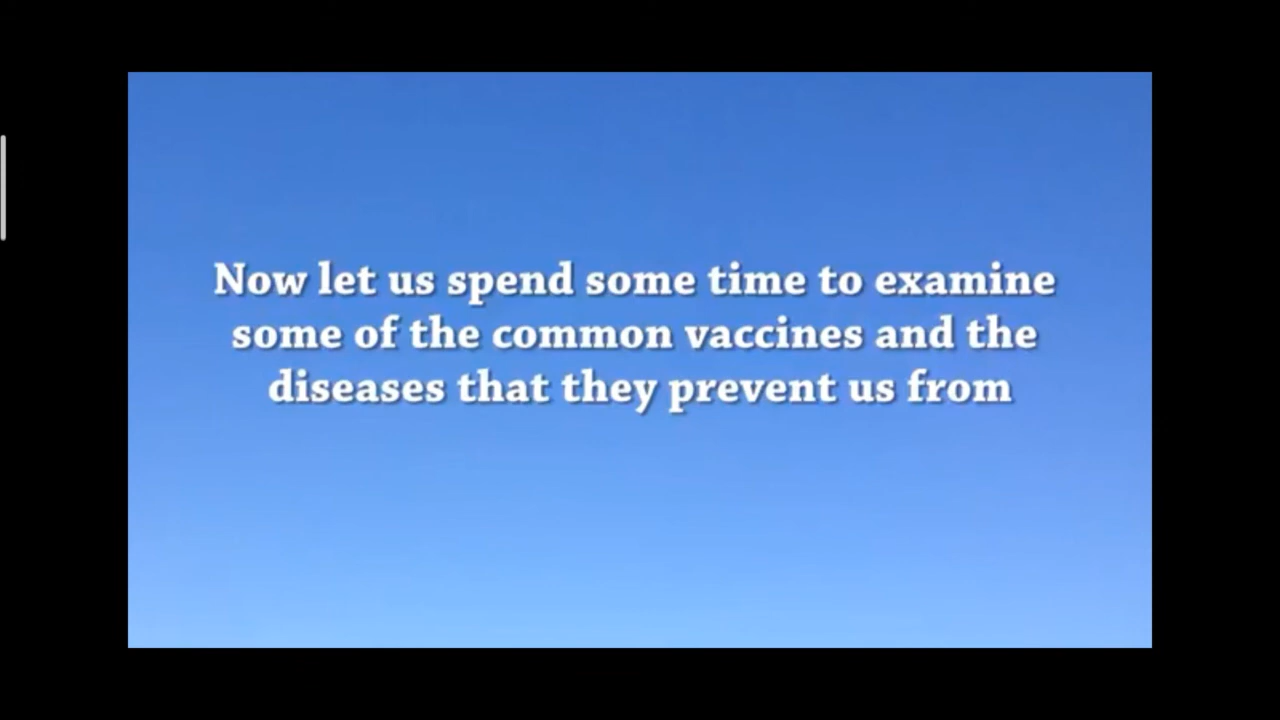 Now let us spend some time to examine
some of the common vaccines and the
diseases that they prevent us from